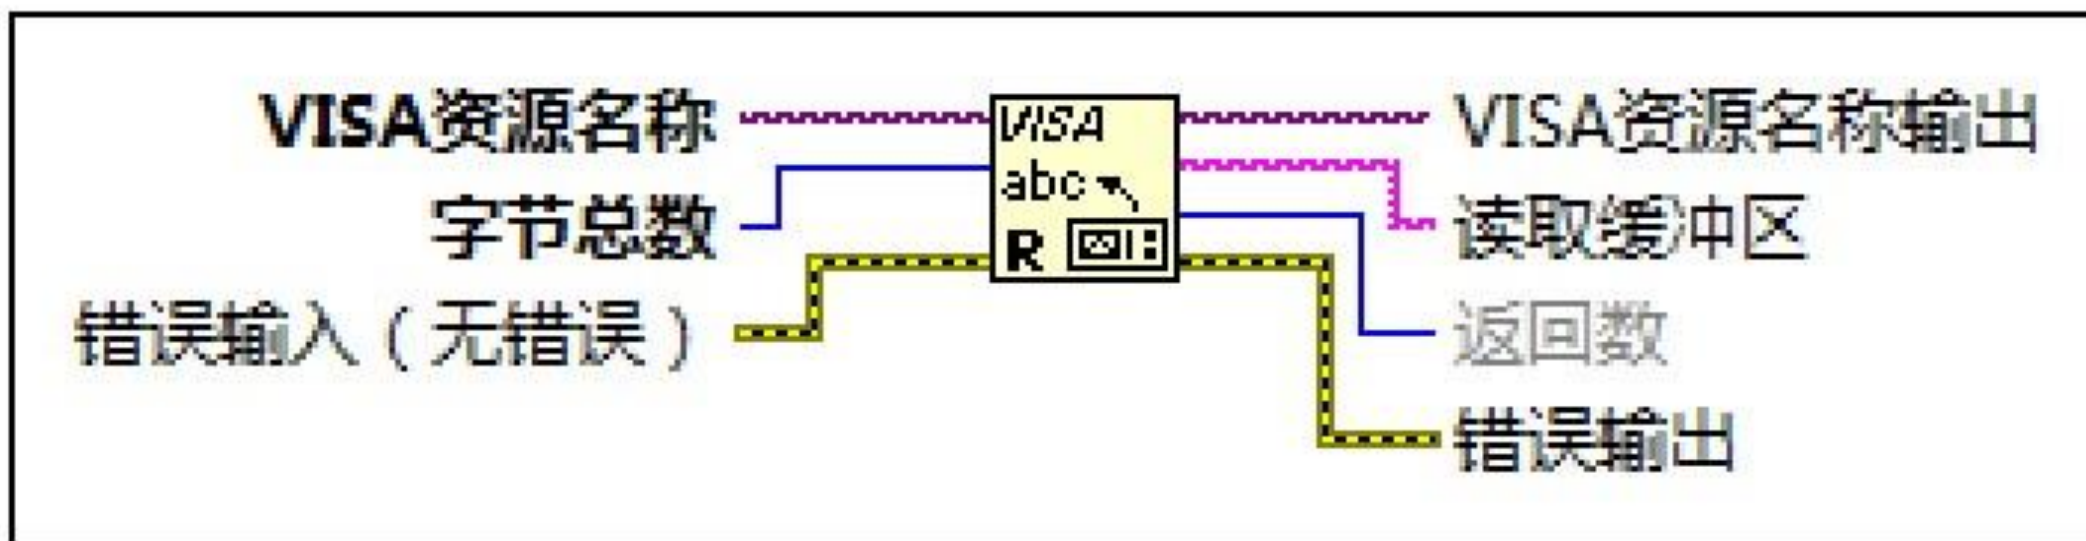 VISA资源名称
字节总数
错误输入（无错误）
VISA
abc
R
VISA资源名称输出
读取缓冲区
返回数
错误输出